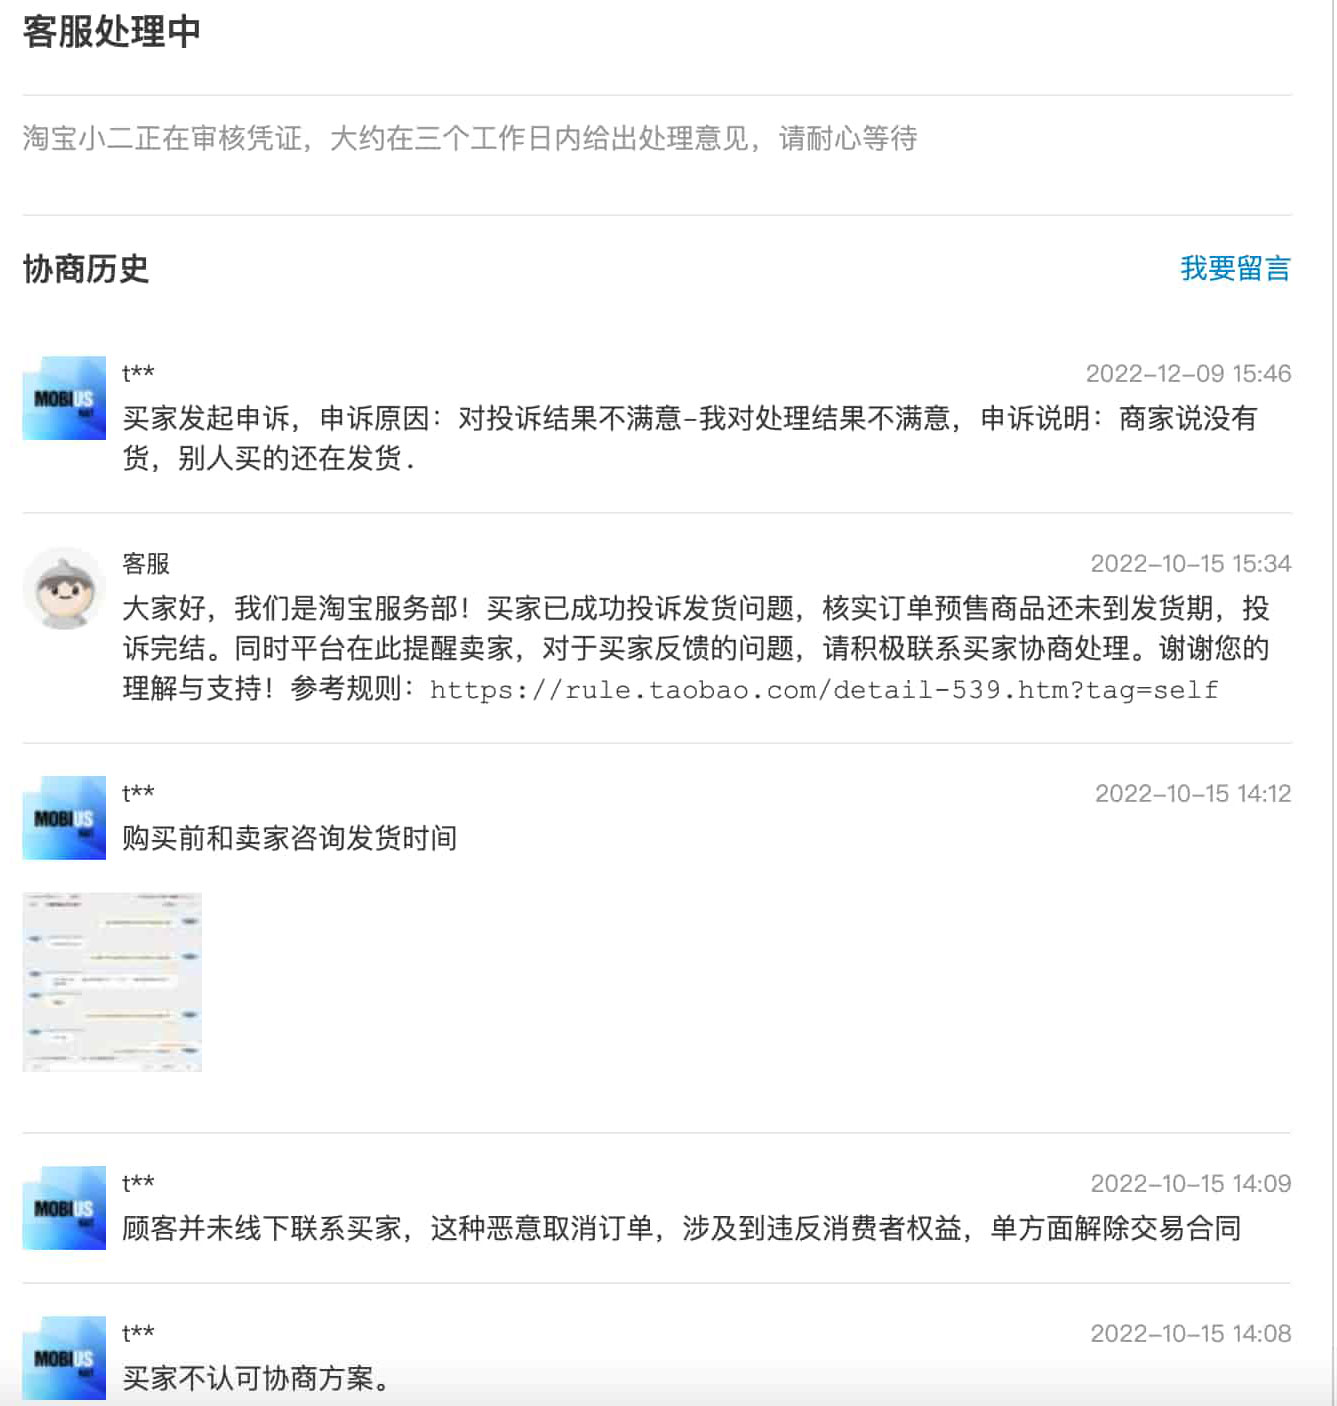 客服处理中
淘宝小二正在审核凭证，大约在三个工作日内给出处理意见，请耐心等待
协商历史
我要留言
t**
2022-12-09 15:46
买家发起申诉，申诉原因：对投诉结果不满意-我对处理结果不满意，申诉说明：商家说没有
货，别人买的还在发货.
客服
2022-10-15 15:34
大家好，我们是淘宝服务部！买家已成功投诉发货问题，核实订单预售商品还未到发货期，投
诉完结。同时平台在此提醒卖家，对于买家反馈的问题，请积极联系买家协商处理。谢谢您的
理解与支持！参考规则：https://rule.taobao.com/detail-539.htm?tag=self
t**
2022-10-15 14:12
购买前和卖家咨询发货时间
t**
2022-10-15 14:09
顾客并未线下联系买家，这种恶意取消订单，涉及到违反消费者权益，单方面解除交易合同
t**
2022-10-15 14:08
买家不认可协商方案。
MOBIUS
MOBIUS
MOBIUS
MOBIUS